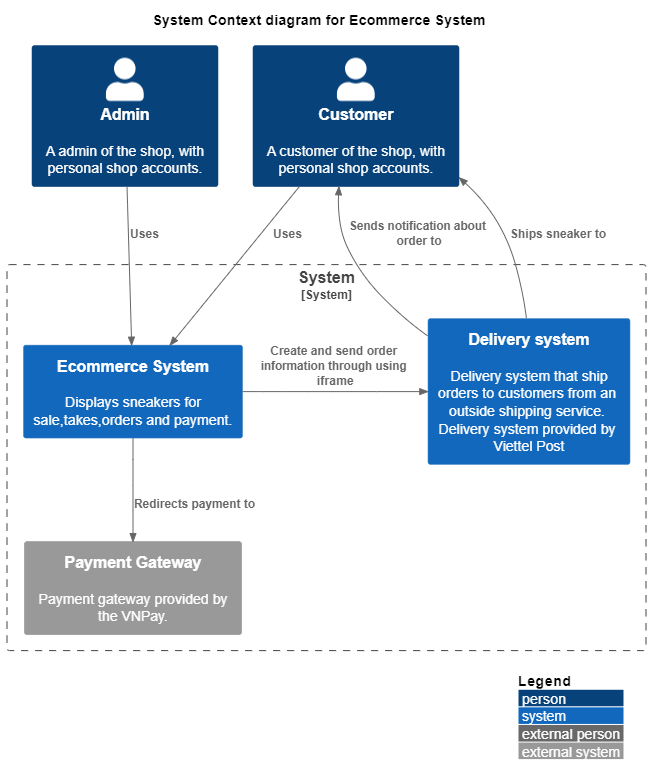 System Context diagram for Ecommerce System
Admin
A admin of the shop, with
personal shop accounts.
Customer
A customer of the shop, with
personal shop accounts.
Uses
Uses
Sends notification about
order to
Ships sneaker to
System
[System]
Ecommerce System
Displays sneakers for
sale,takes,orders and payment.
Create and send order
information through using
iframe
Delivery system
Delivery system that ship
orders to customers from an
outside shipping service.
Delivery system provided by
Viettel Post
Redirects payment to
Payment Gateway
Payment gateway provided by
the VNPay.
Legend
person
system
external person
external system